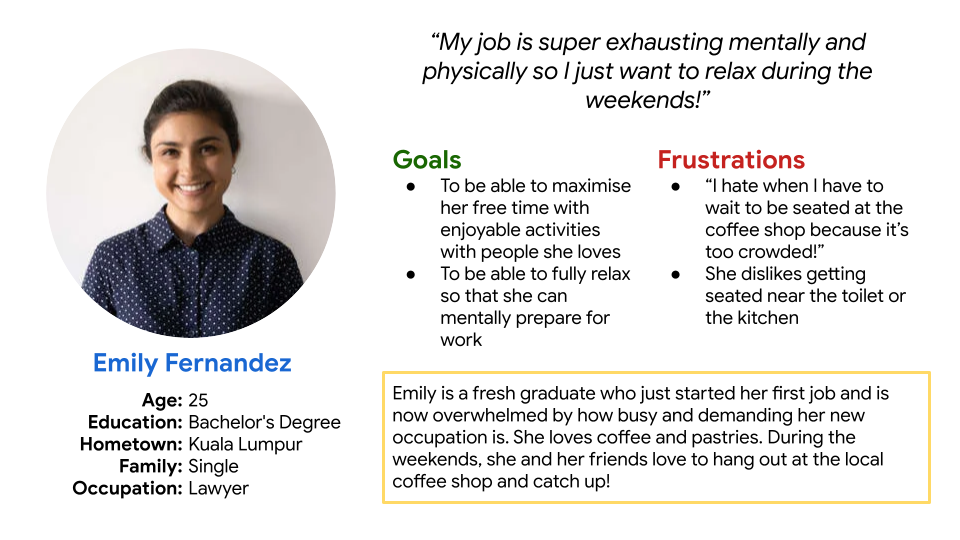 “My job is super exhausting mentally and
physically so I just want to relax during the
weekends!”
Goals
● To be able to maximise
her free time with
enjoyable activities
with people she loves
● To be able to fully relax
so that she can
mentally prepare for
work
Frustrations
● “I hate when I have to
wait to be seated at the
coffee shop because it’s
too crowded!”
● She dislikes getting
seated near the toilet or
the kitchen
Emily Fernandez
Age: 25
Education: Bachelor's Degree
Hometown: Kuala Lumpur
Family: Single
Occupation: Lawyer
Emily is a fresh graduate who just started her first job and is
now overwhelmed by how busy and demanding her new
occupation is. She loves coffee and pastries. During the
weekends, she and her friends love to hang out at the local
coffee shop and catch up!